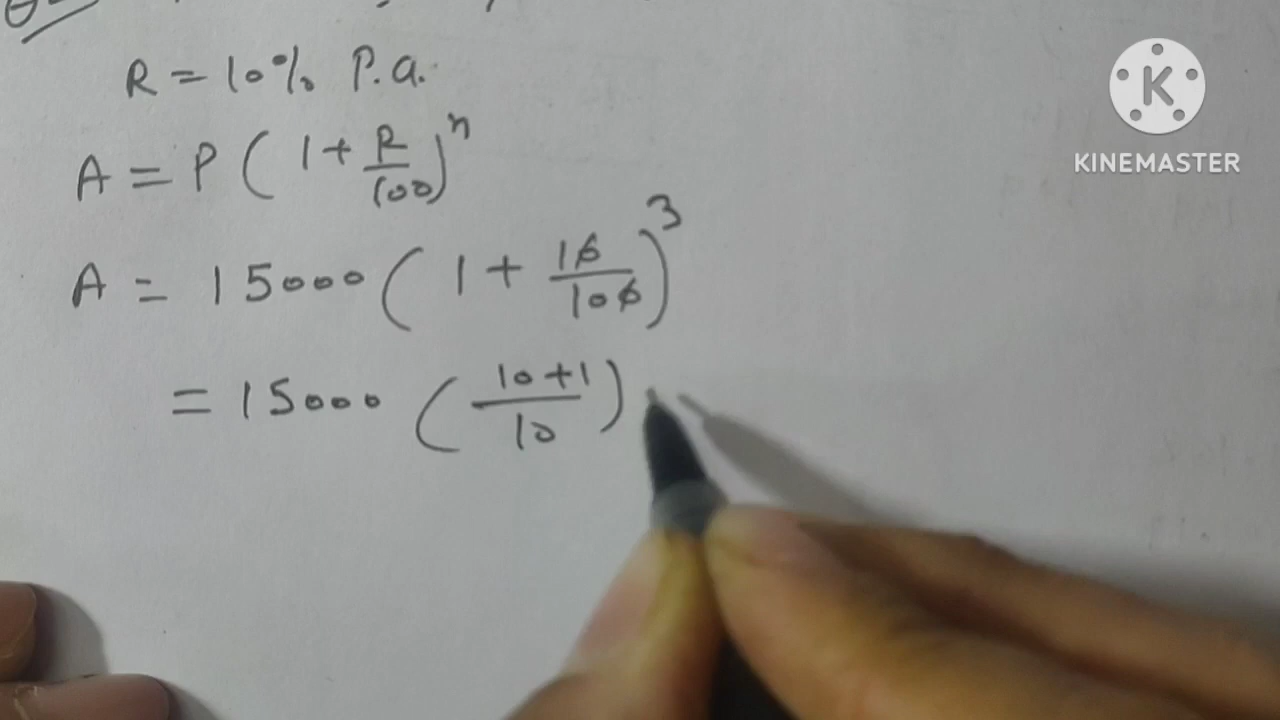 R = 10% P.a.
A = P ( 1 + R/100 )^n
A = 15000 ( 1 + 10/100 )^3
= 15000 ( 10+1/10 )
K
KINEMASTER